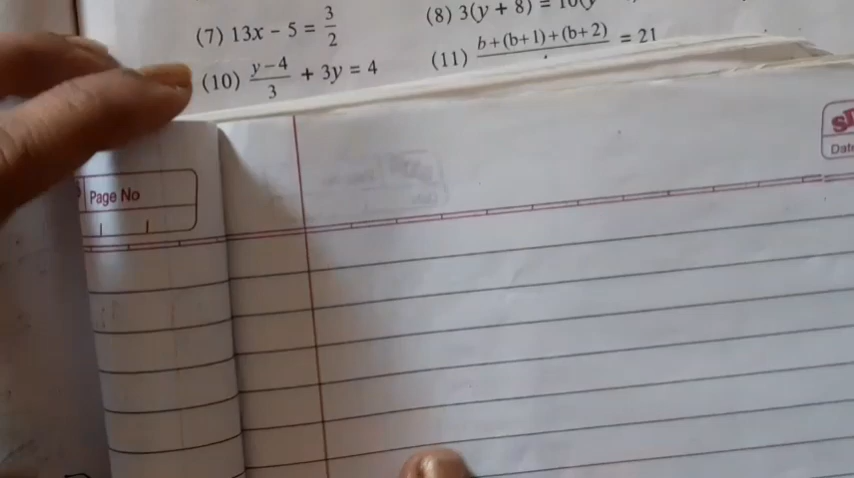 (7) 13x − 5 = 3/2
(8) 3(y + 8) = 10(y
(10) (y−4)/3 + 3y = 4
(11) b+(b+1)+(b+2) = 21
Page No
Date